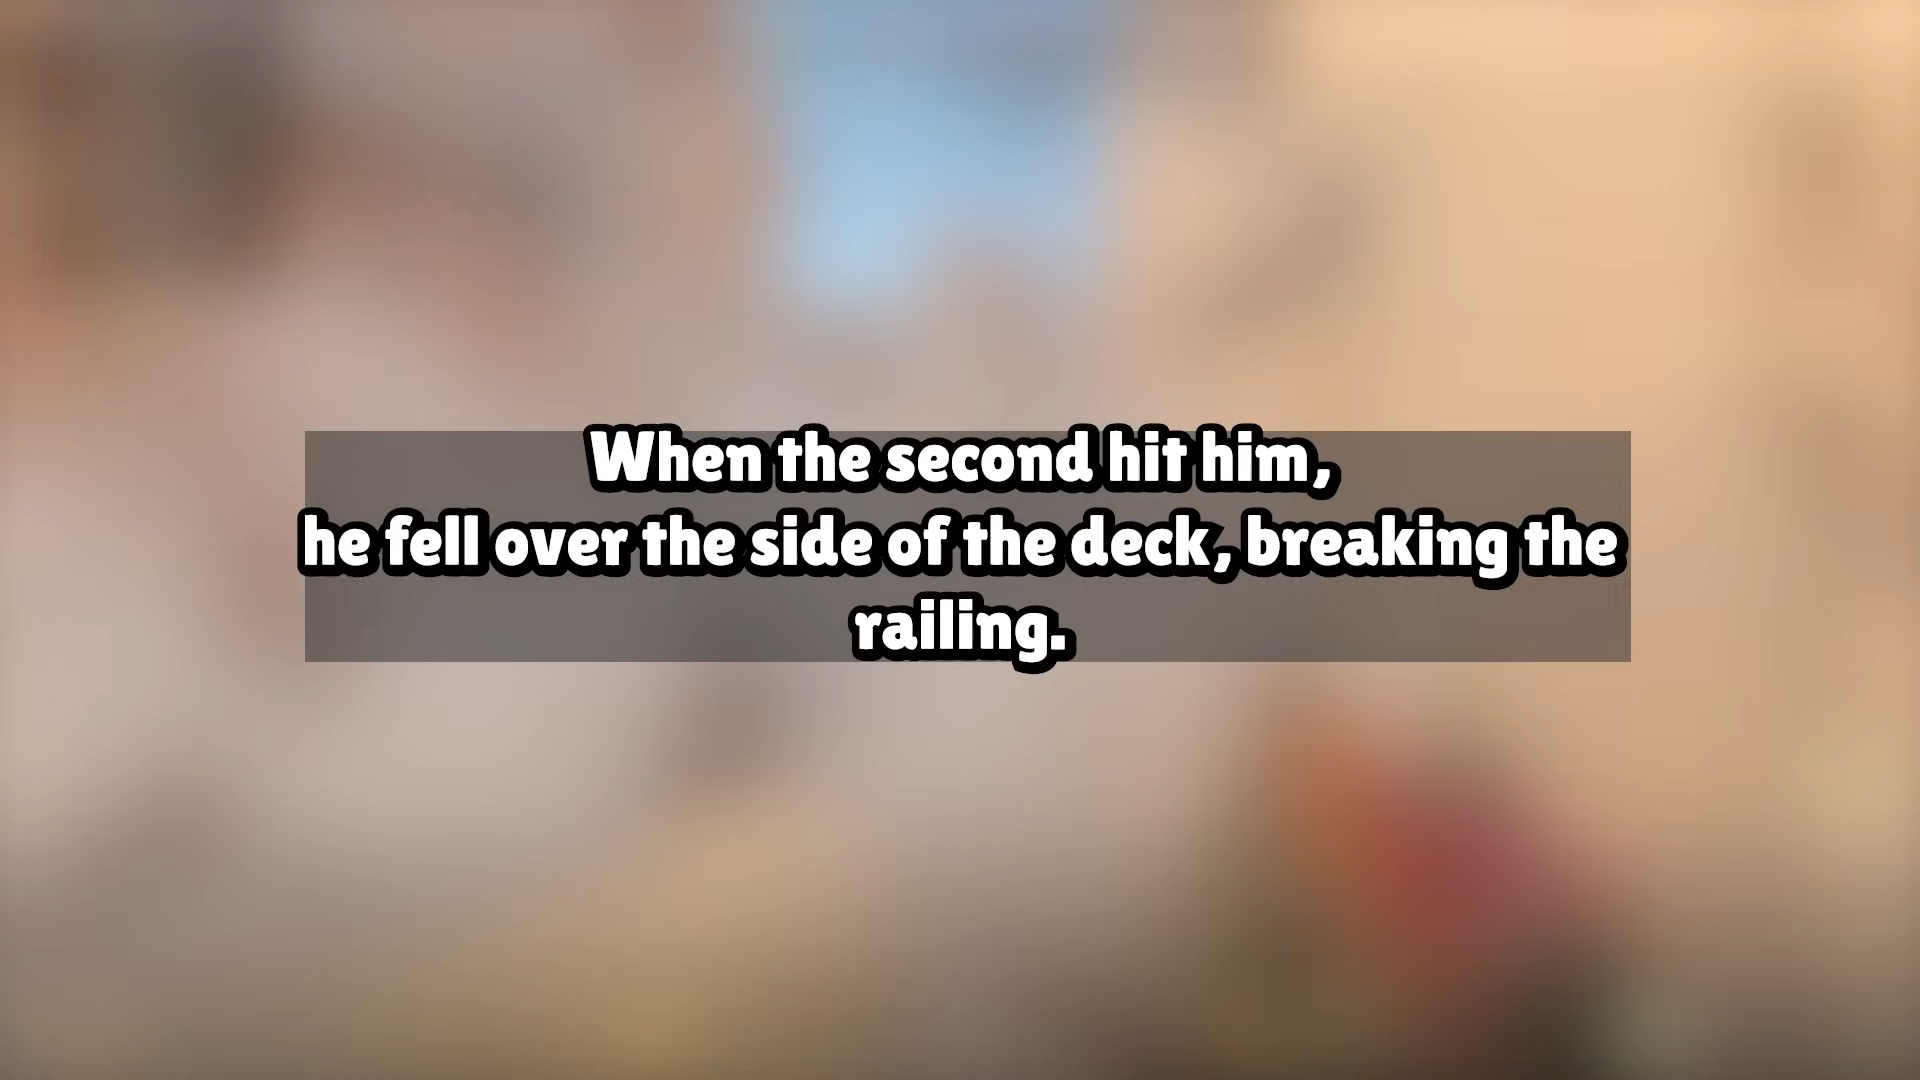 When the second hit him,
he fell over the side of the deck, breaking the
railing.